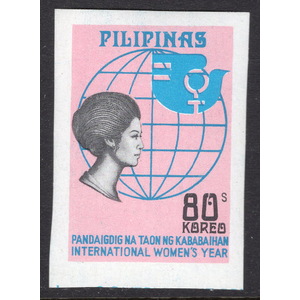 PILIPINAS
80s
KOREO
PANDAIGDIG NA TAON NG KABABAIHAN
INTERNATIONAL WOMEN'S YEAR